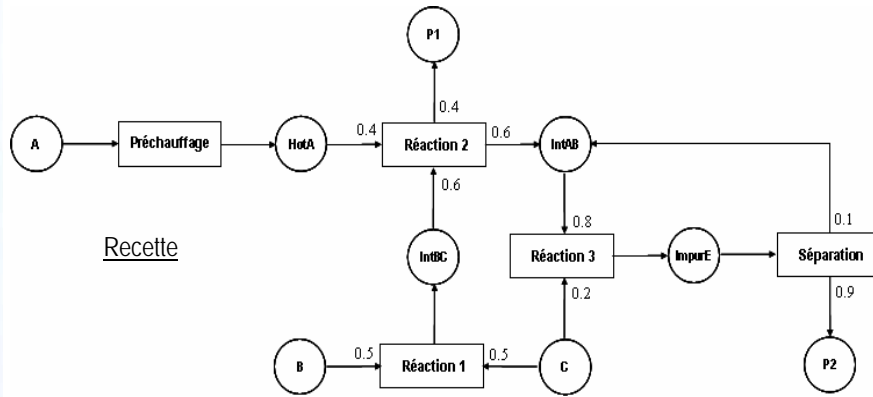 P1
0.4
A
Préchauffage
HotA
0.4
Réaction 2
0.6
IntAB
0.6
0.8
0.1
Recette
IntBC
Réaction 3
ImpurE
Séparation
0.2
0.9
B
0.5
Réaction 1
0.5
C
P2